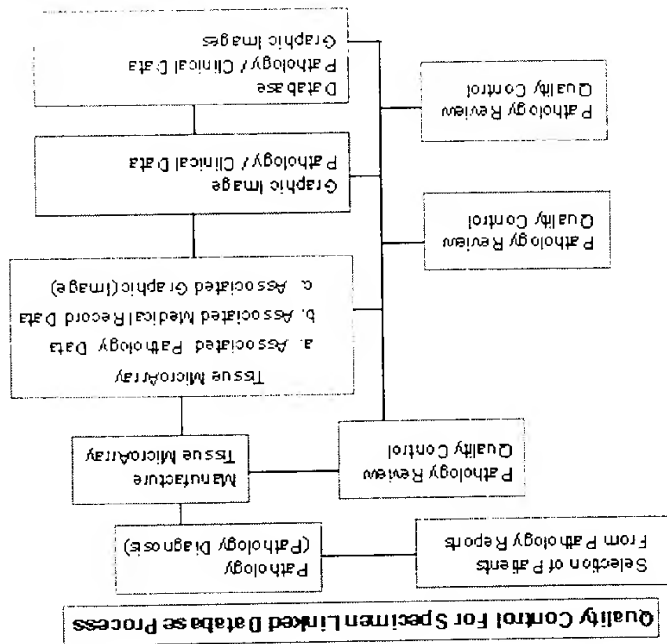 Quality Control For Specimen Linked Database Process
Selection of Patients
From Pathology Reports
Pathology
(Pathology Diagnosis)
Pathology Review
Quality Control
Manufacture
Tissue MicroArray
Tissue MicroArray
a. Associated Pathology Data
b. Associated Medical Record Data
c. Associated Graphic (Image)
Pathology Review
Quality Control
Graphic Image
Pathology / Clinical Data
Pathology Review
Quality Control
Database
Pathology / Clinical Data
Graphic Images